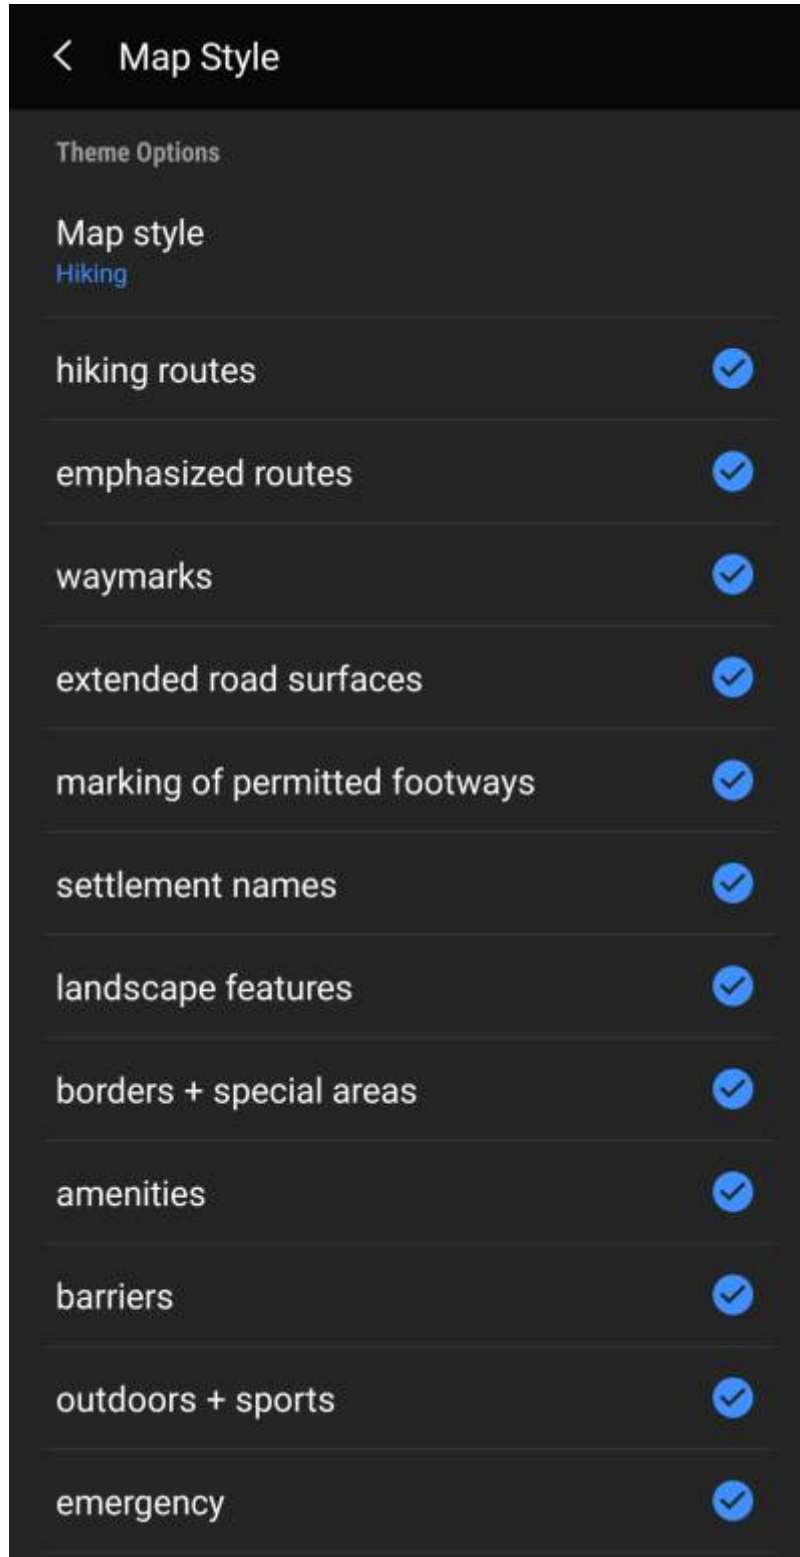 Map Style
Theme Options
Map style
Hiking
hiking routes
emphasized routes
waymarks
extended road surfaces
marking of permitted footways
settlement names
landscape features
borders + special areas
amenities
barriers
outdoors + sports
emergency